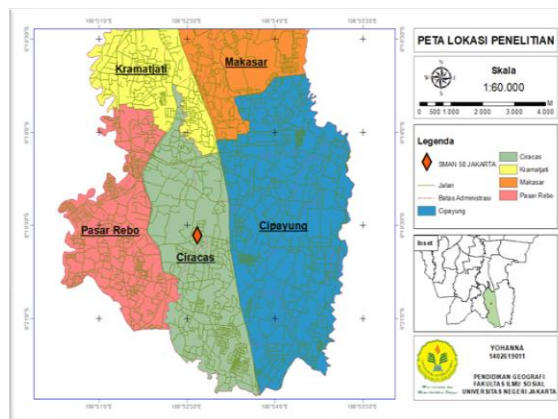 PETA LOKASI PENELITIAN
Skala
1:60.000
M
0 500 1.000 2.000 3.000 4.000
Legenda
SMAN 58 JAKARTA
Jalan
Batas Administrasi
Cipayung
Ciracas
Kramatjati
Makasar
Pasar Rebo
Inset
YOHANNA
1402619011
PENDIDIKAN GEOGRAFI
FAKULTAS ILMU SOSIAL
UNIVERSITAS NEGERI JAKARTA
Kramatjati
Makasar
Pasar Rebo
Ciracas
Cipayung